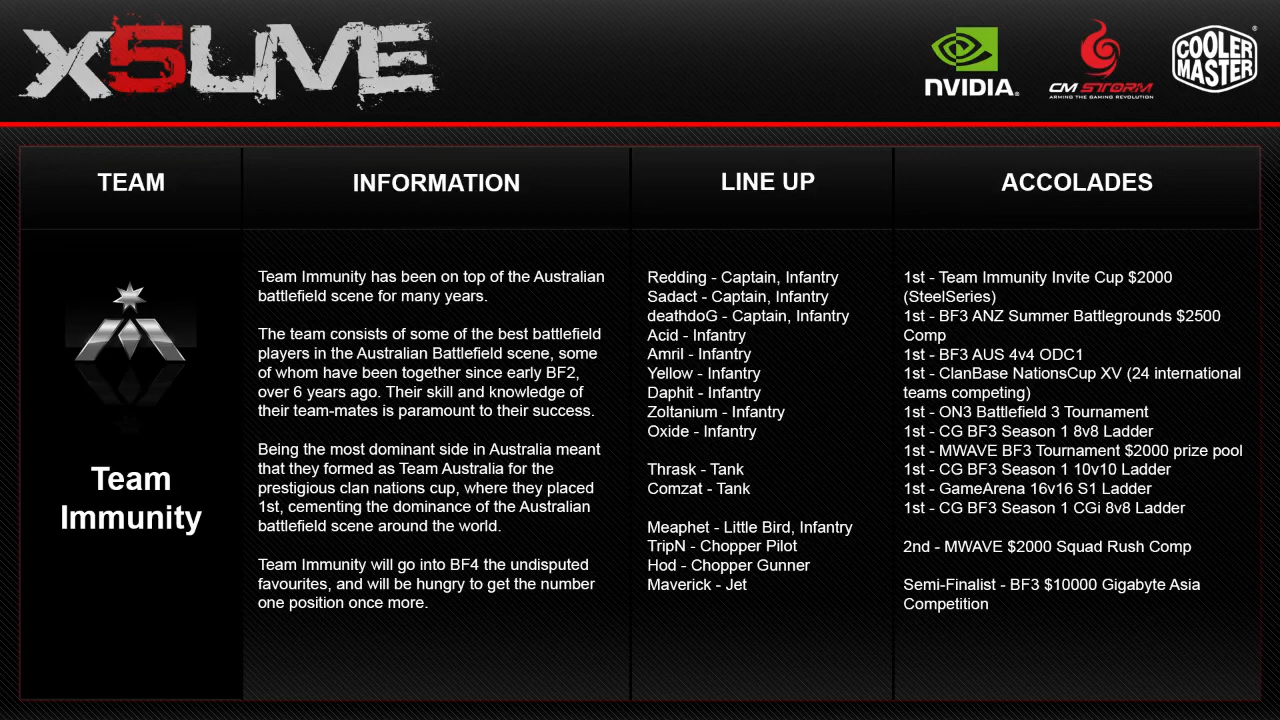 X5LIVE
NVIDIA.
CM STORM
ARMING THE GAMING REVOLUTION
COOLER
MASTER
®
TEAM
INFORMATION
LINE UP
ACCOLADES
Team
Immunity
Team Immunity has been on top of the Australian
battlefield scene for many years.
The team consists of some of the best battlefield
players in the Australian Battlefield scene, some
of whom have been together since early BF2,
over 6 years ago. Their skill and knowledge of
their team-mates is paramount to their success.
Being the most dominant side in Australia meant
that they formed as Team Australia for the
prestigious clan nations cup, where they placed
1st, cementing the dominance of the Australian
battlefield scene around the world.
Team Immunity will go into BF4 the undisputed
favourites, and will be hungry to get the number
one position once more.
Redding - Captain, Infantry
Sadact - Captain, Infantry
deathdoG - Captain, Infantry
Acid - Infantry
Amril - Infantry
Yellow - Infantry
Daphit - Infantry
Zoltanium - Infantry
Oxide - Infantry
Thrask - Tank
Comzat - Tank
Meaphet - Little Bird, Infantry
TripN - Chopper Pilot
Hod - Chopper Gunner
Maverick - Jet
1st - Team Immunity Invite Cup $2000
(SteelSeries)
1st - BF3 ANZ Summer Battlegrounds $2500
Comp
1st - BF3 AUS 4v4 ODC1
1st - ClanBase NationsCup XV (24 international
teams competing)
1st - ON3 Battlefield 3 Tournament
1st - CG BF3 Season 1 8v8 Ladder
1st - MWAVE BF3 Tournament $2000 prize pool
1st - CG BF3 Season 1 10v10 Ladder
1st - GameArena 16v16 S1 Ladder
1st - CG BF3 Season 1 CGi 8v8 Ladder
2nd - MWAVE $2000 Squad Rush Comp
Semi-Finalist - BF3 $10000 Gigabyte Asia
Competition